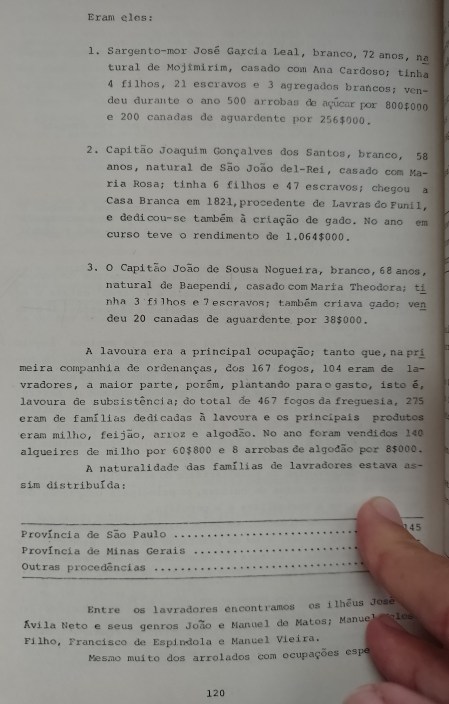 Eram eles:
1. Sargento-mor José Garcia Leal, branco, 72 anos, na
tural de Mojimirim, casado com Ana Cardoso; tinha
4 filhos, 21 escravos e 3 agregados brancos; ven-
deu durante o ano 500 arrobas de açúcar por 800$000
e 200 canadas de aguardente por 256$000.
2. Capitão Joaquim Gonçalves dos Santos, branco, 58
anos, natural de São João del-Rei, casado com Ma-
ria Rosa; tinha 6 filhos e 47 escravos; chegou a
Casa Branca em 1821, procedente de Lavras do Funil,
e dedicou-se também à criação de gado. No ano em
curso teve o rendimento de 1.064$000.
3. O Capitão João de Sousa Nogueira, branco, 68 anos,
natural de Baependi, casado com Maria Theodora; ti
nha 3 filhos e 7 escravos; também criava gado; ven
deu 20 canadas de aguardente por 38$000.
A lavoura era a principal ocupação; tanto que, na pri
meira companhia de ordenanças, dos 167 fogos, 104 eram de la-
vradores, a maior parte, porém, plantando para o gasto, isto é,
lavoura de subsistência; do total de 467 fogos da freguesia, 275
eram de famílias dedicadas à lavoura e os principais produtos
eram milho, feijão, arroz e algodão. No ano foram vendidos 140
alqueires de milho por 60$800 e 8 arrobas de algodão por 8$000.
A naturalidade das famílias de lavradores estava as-
sim distribuída:
Província de São Paulo ........................ 145
Província de Minas Gerais ....................
Outras procedências ....................
Entre os lavradores encontramos os ilhéus José
Ávila Neto e seus genros João e Manuel de Matos; Manuel
Filho, Francisco de Espindola e Manuel Vieira.
Mesmo muito dos arrolados com ocupações
120